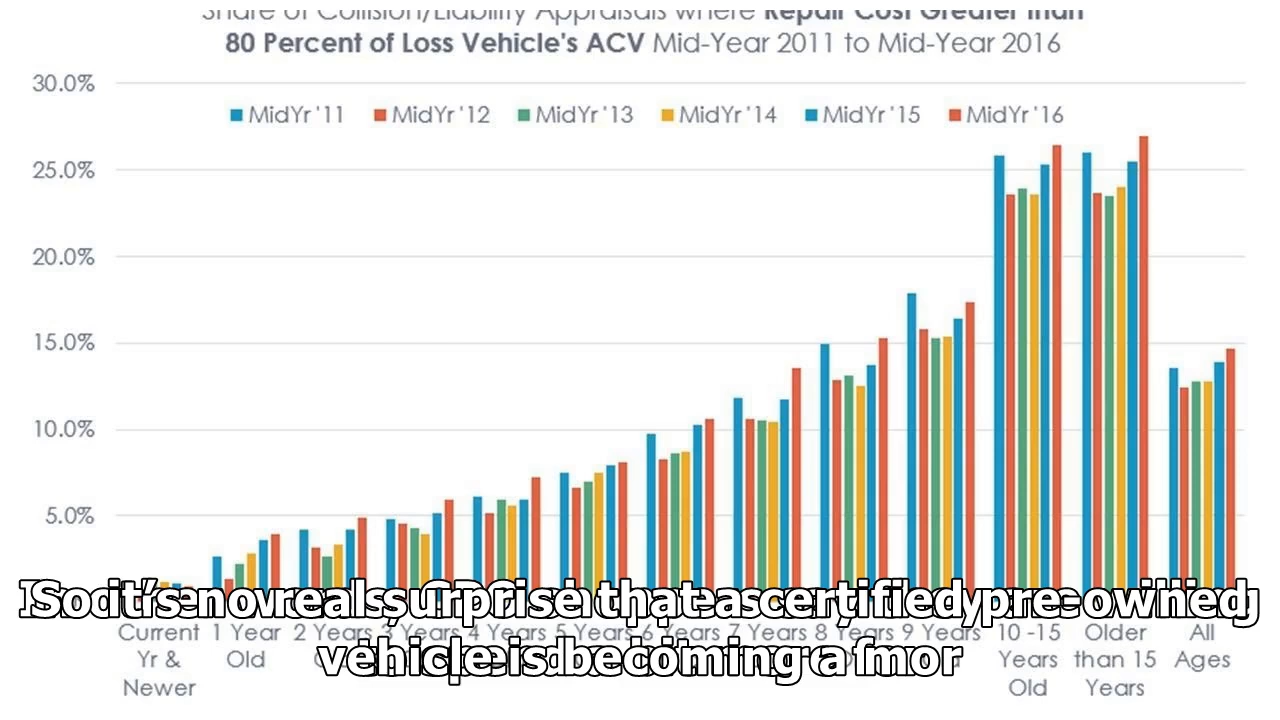 Share of Collision/Liability Appraisals where Repair Cost Greater than
80 Percent of Loss Vehicle's ACV Mid-Year 2011 to Mid-Year 2016
30.0%
MidYr '11 MidYr '12 MidYr '13 MidYr '14 MidYr '15 MidYr '16
25.0%
20.0%
15.0%
10.0%
5.0%
So it's no real surprise that a certified pre-owned
vehicle is becoming a mor
Current Yr & Newer
1 Year Old
2 Years
3 Years
4 Years
5 Years
6 Years
7 Years
8 Years
9 Years
10 -15 Years Old
Older than 15 Years
All Ages